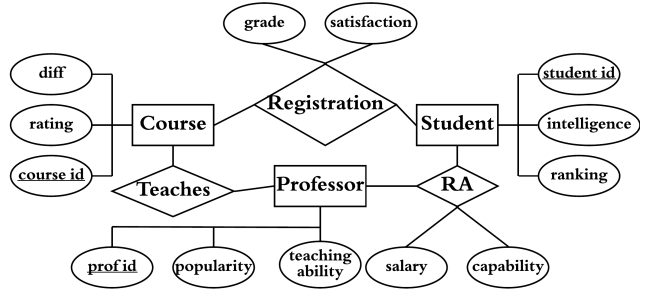 grade
satisfaction
diff
student id
Registration
rating
Course
Student
intelligence
course id
Teaches
Professor
RA
ranking
prof id
popularity
teaching
ability
salary
capability